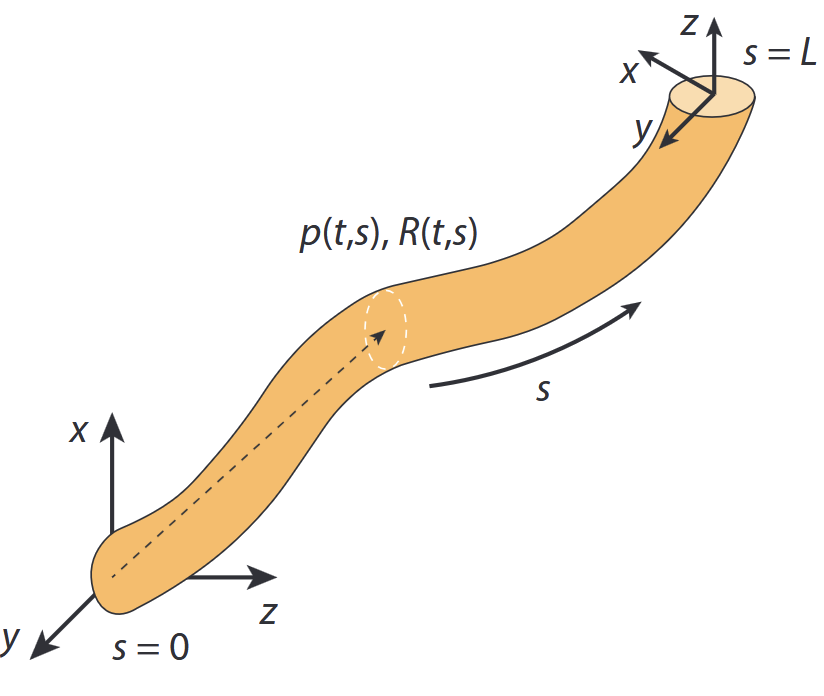 z
s = L
x
y
p(t,s), R(t,s)
s
x
z
y
s = 0